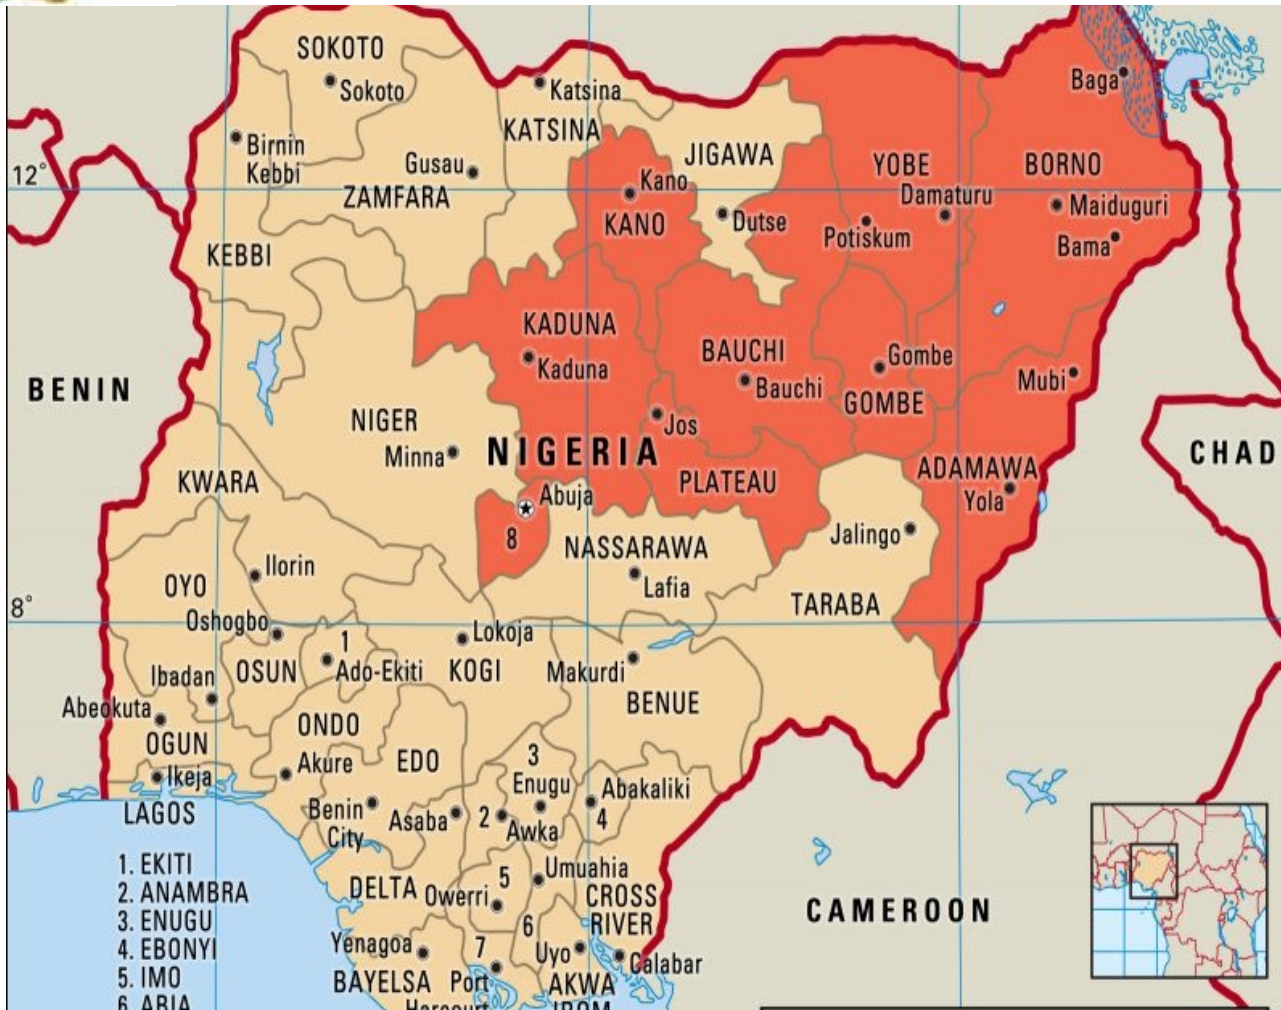 SOKOTO
Sokoto
Katsina
KATSINA
Baga
Birnin
Kebbi
Gusau
ZAMFARA
JIGAWA
YOBE
BORNO
12°
Kano
KANO
Dutse
Damaturu
Potiskum
Maiduguri
Bama
KEBBI
KADUNA
Kaduna
BAUCHI
Bauchi
Gombe
GOMBE
Mubi
BENIN
NIGER
Minna
NIGERIA
Jos
CHAD
KWARA
PLATEAU
ADAMAWA
Yola
Abuja
8
NASSARAWA
Lafia
Jalingo
TARABA
Ilorin
OYO
8°
Oshogbo
1
Ado-Ekiti
OSUN
Lokoja
KOGI
Makurdi
BENUE
Ibadan
Abeokuta
OGUN
Ikeja
LAGOS
ONDO
Akure
EDO
3
Enugu
Abakaliki
4
Benin
City
Asaba
2
Awka
Umuahia
5
Owerri
DELTA
CROSS
RIVER
6
Uyo
Calabar
CAMEROON
Yenagoa
BAYELSA
7
Port
Harcourt
AKWA
IBOM
1. EKITI
2. ANAMBRA
3. ENUGU
4. EBONYI
5. IMO
6. ABIA